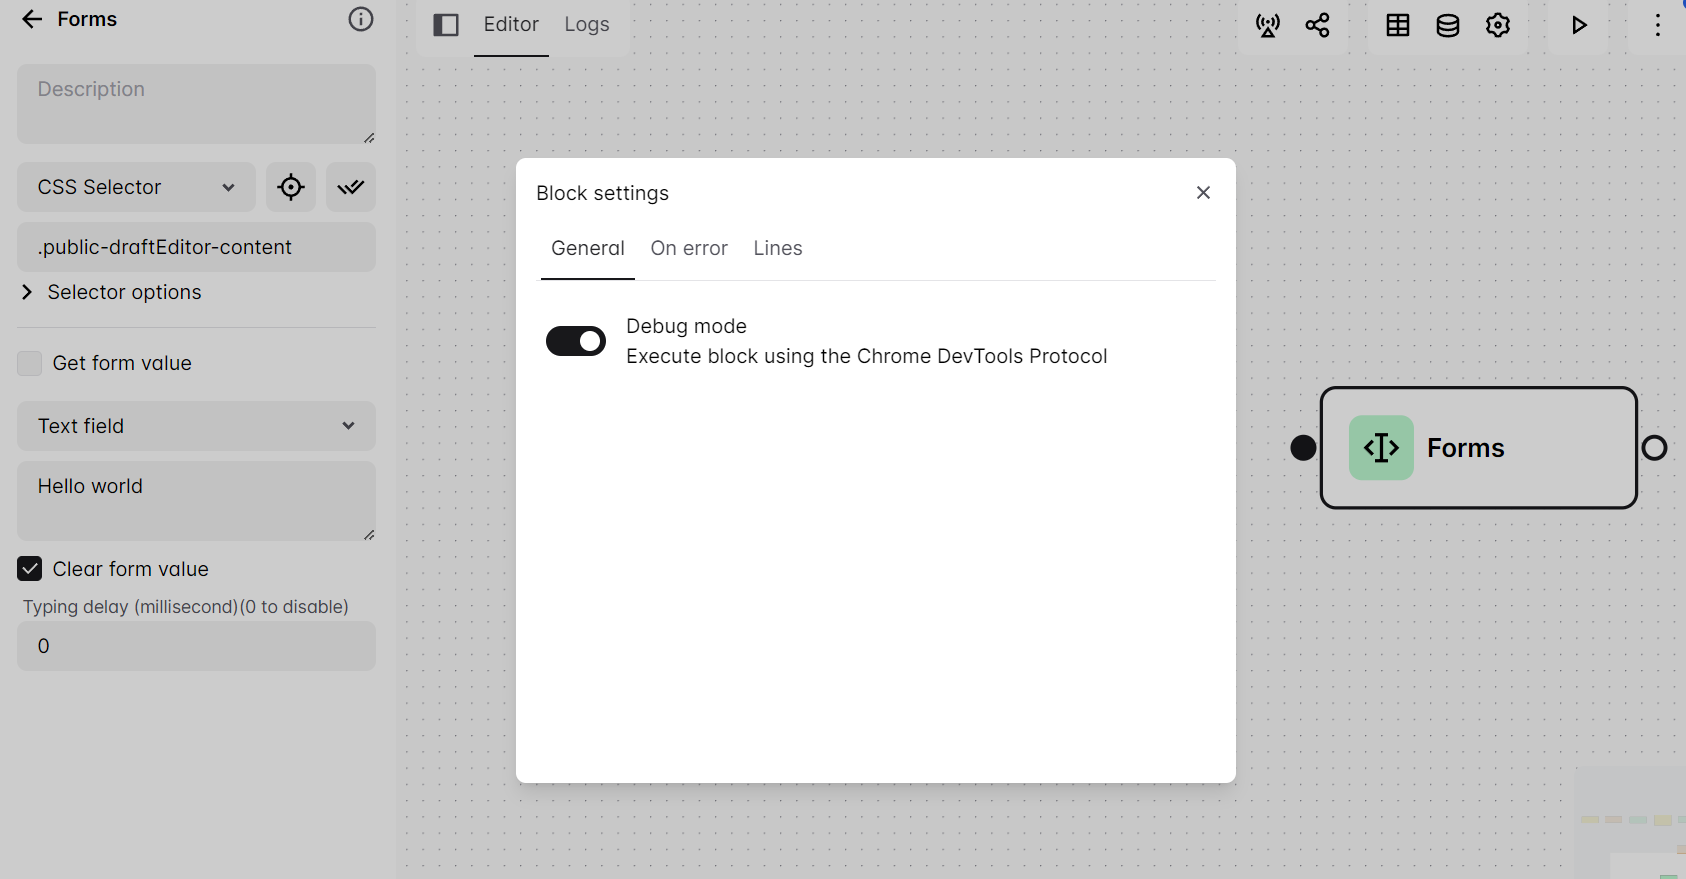 Forms
Editor
Logs
Description
CSS Selector
.public-draftEditor-content
Selector options
Get form value
Text field
Hello world
Clear form value
Typing delay (millisecond)(0 to disable)
0
Block settings
General
On error
Lines
Debug mode
Execute block using the Chrome DevTools Protocol
Forms